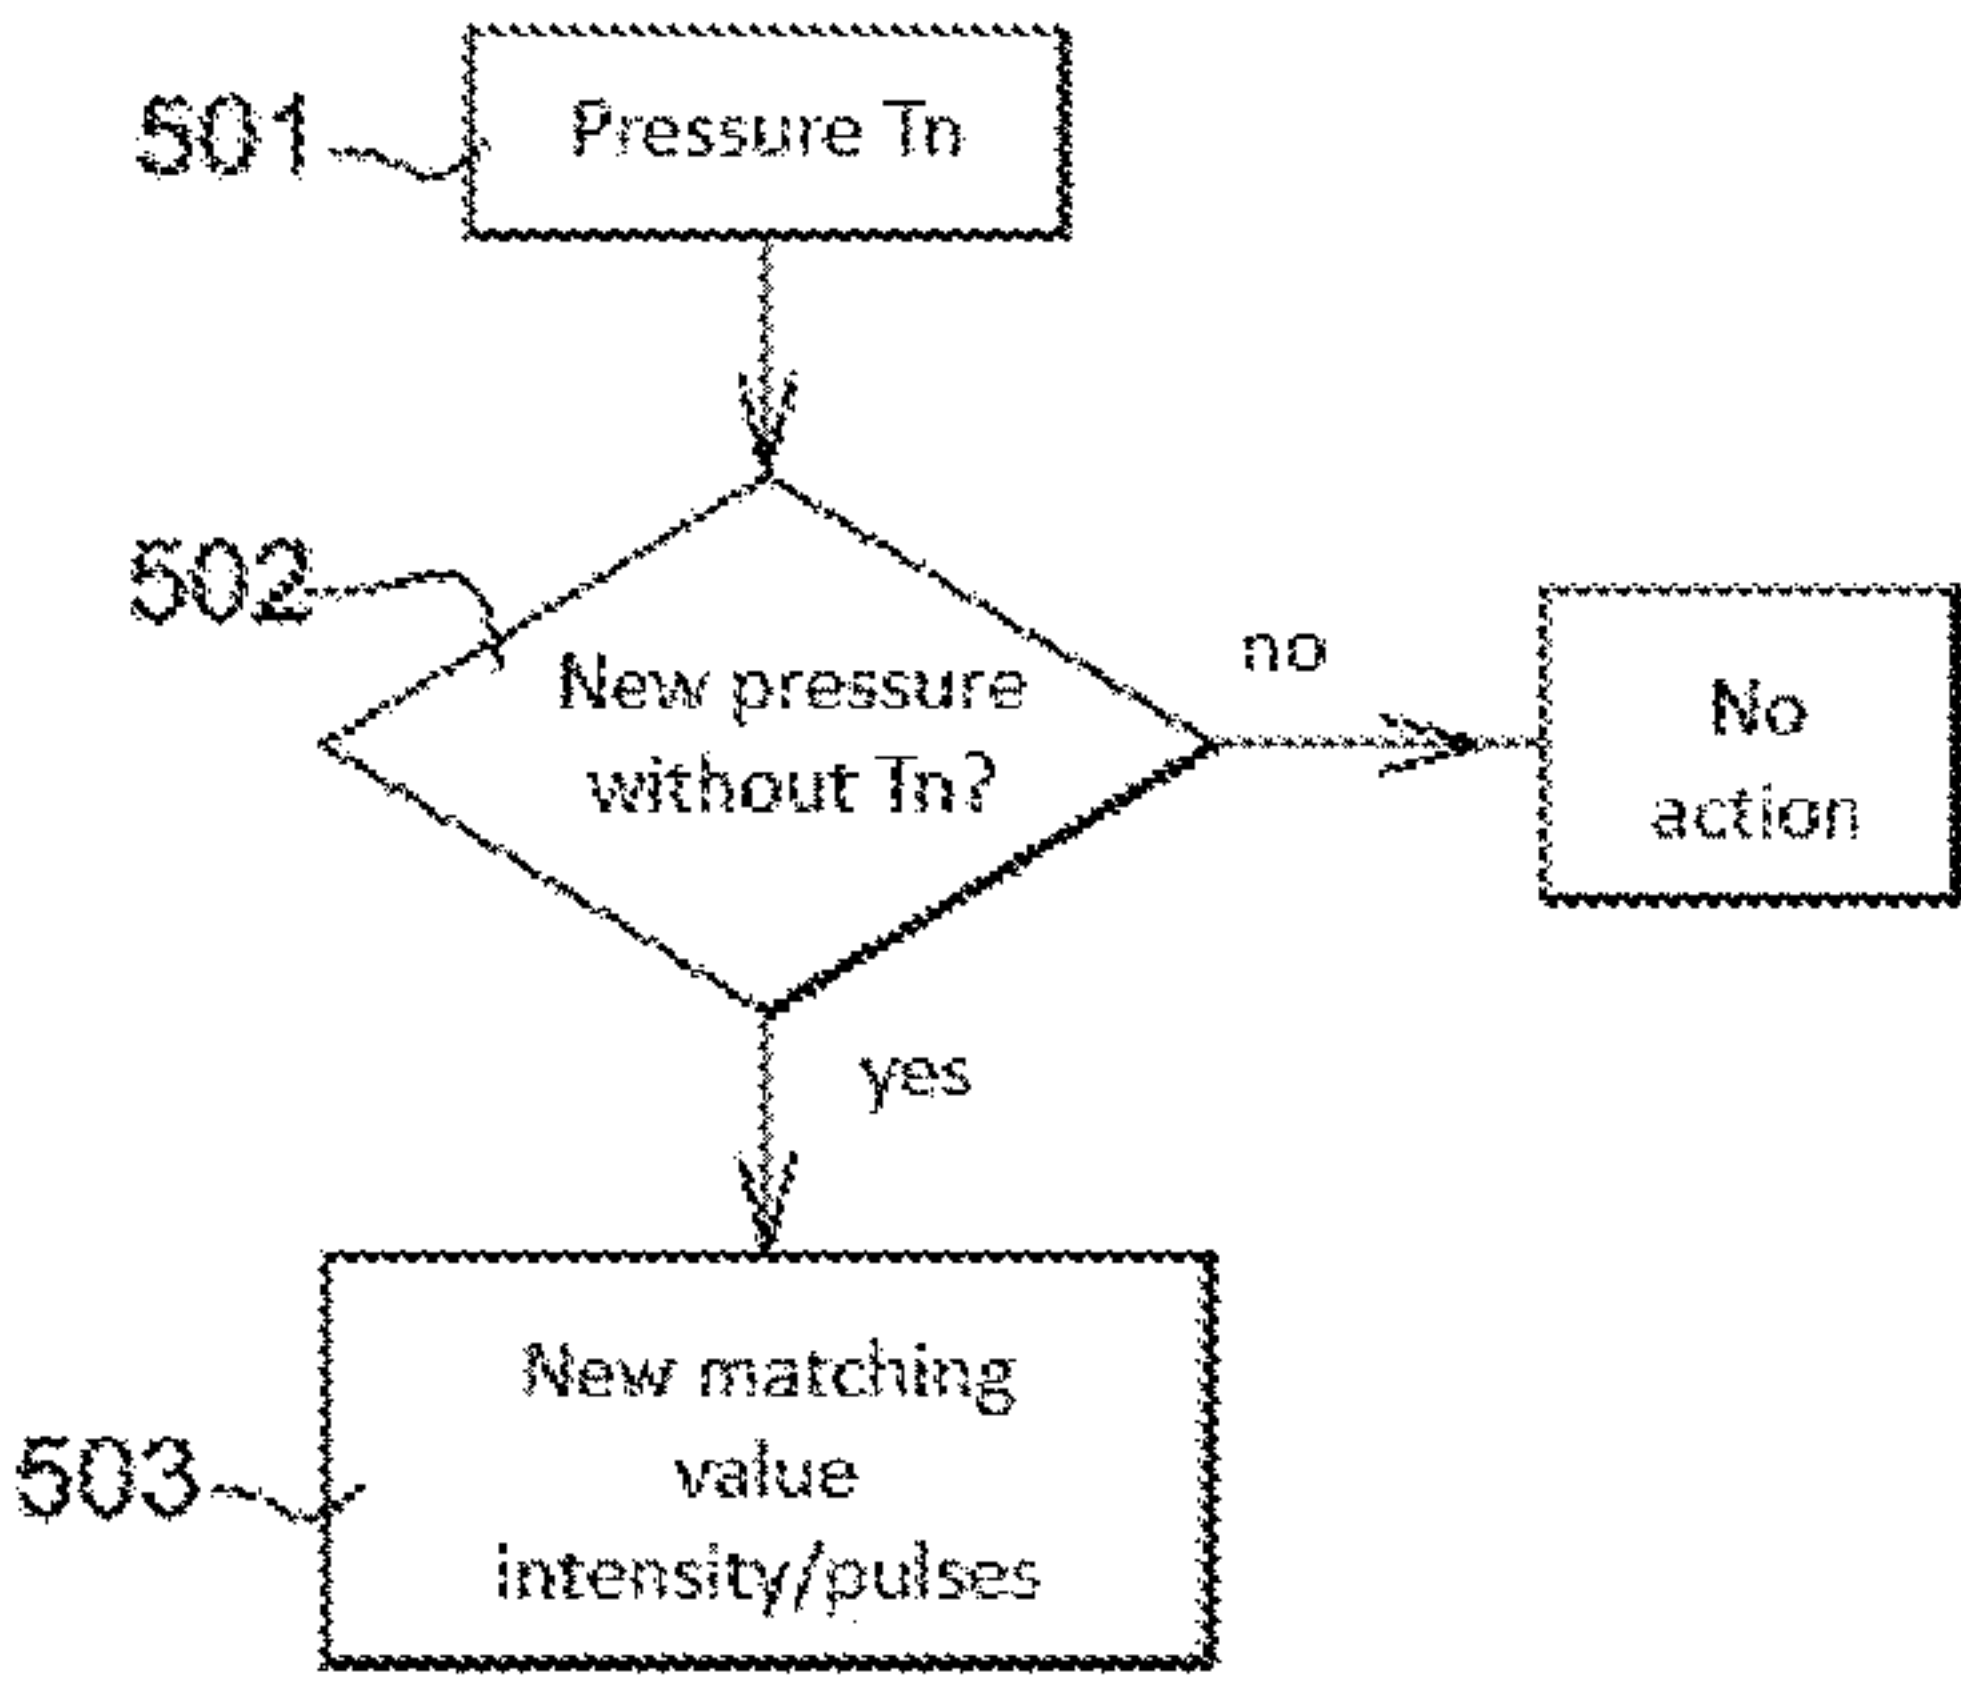 501
Pressure Tn
502
New pressure
without Tn?
no
No
action
yes
New matching
value
503
intensity/pulses